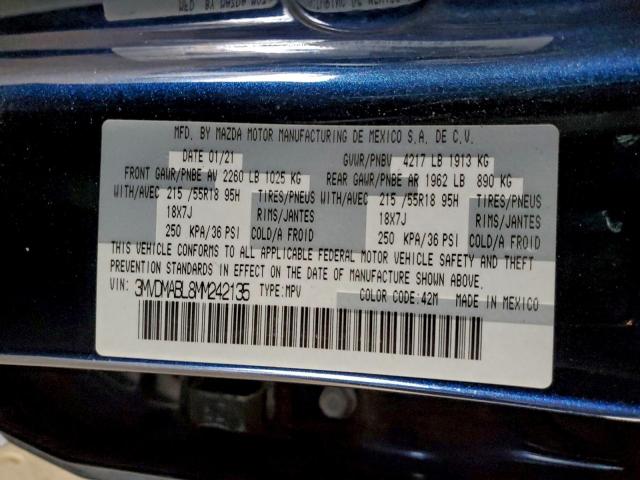 MFD. BY MAZDA MOTOR MANUFACTURING DE MEXICO S.A. DE C.V.
DATE 01/21 GVWR/PNBV 4217 LB 1913 KG
FRONT GAWR/PNBE AV 2260 LB 1025 KG REAR GAWR/PNBE AR 1962 LB 890 KG
WITH/AVEC 215 /55R18 95H TIRES/PNEUS WITH/AVEC 215 /55R18 95H TIRES/PNEUS
18X7J RIMS/JANTES 18X7J RIMS/JANTES
250 KPA/36 PSI COLD/A FROID 250 KPA/36 PSI COLD/A FROID
THIS VEHICLE CONFORMS TO ALL APPLICABLE FEDERAL MOTOR VEHICLE SAFETY AND THEFT
PREVENTION STANDARDS IN EFFECT ON THE DATE OF MANUFACTURE SHOWN ABOVE.
VIN: 3MVDMABL8MM242135 TYPE: MPV COLOR CODE: 42M MADE IN MEXICO